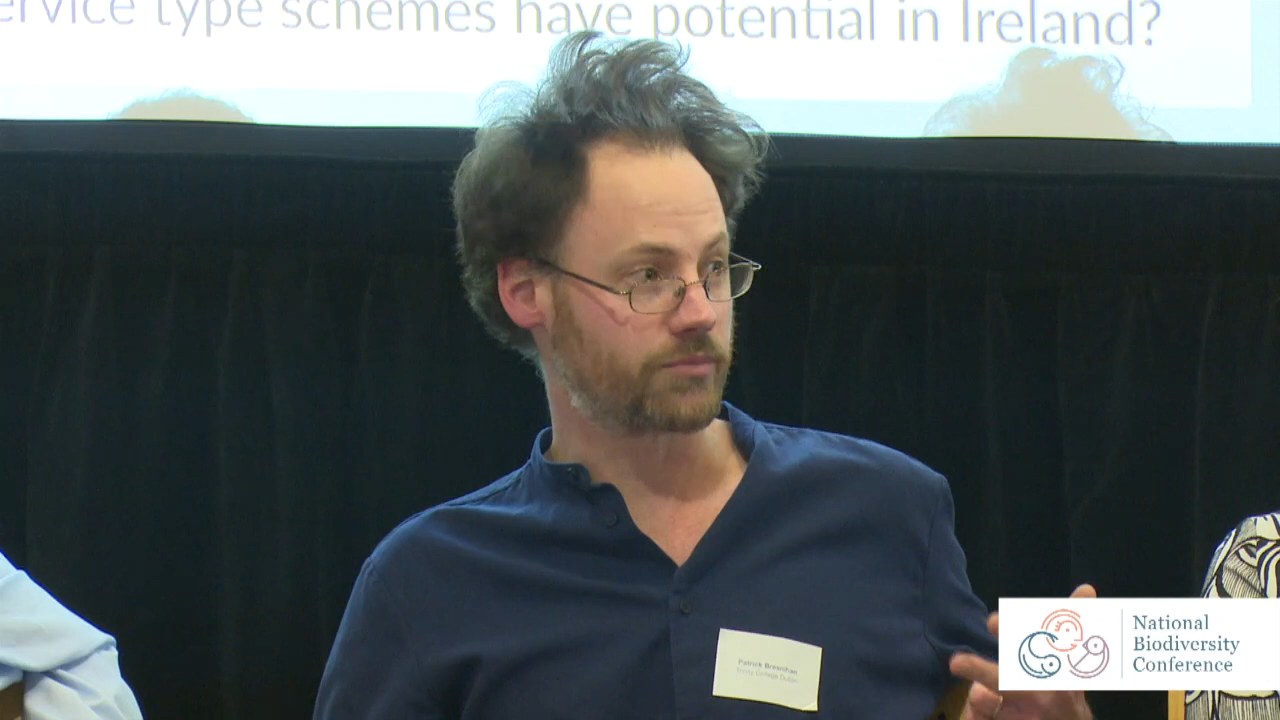 ervice type schemes have potential in Ireland?
Patrick Bresnihan
Trinity College Dublin
National
Biodiversity
Conference